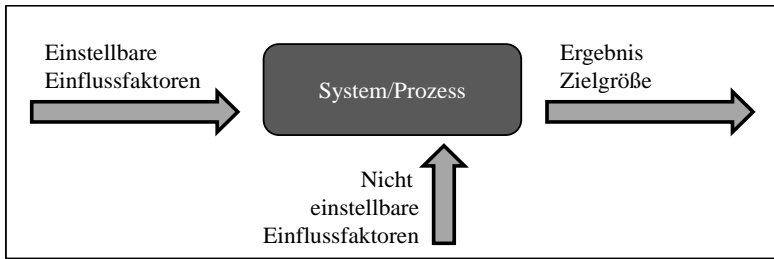 Einstellbare
Einflussfaktoren
System/Prozess
Ergebnis
Zielgröße
Nicht
einstellbare
Einflussfaktoren